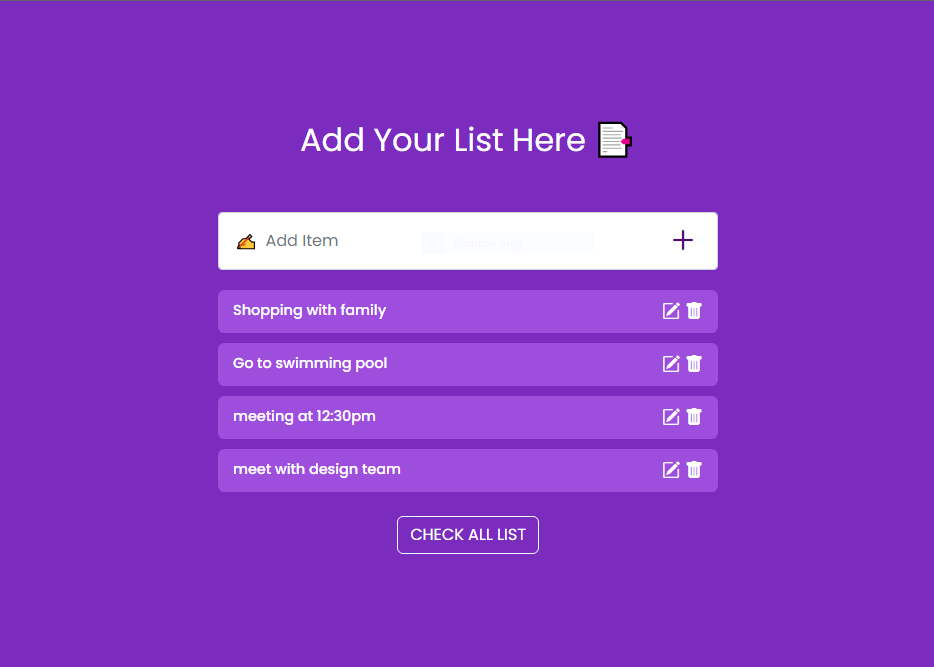 Add Your List Here
Add Item
Shopping with family
Go to swimming pool
meeting at 12:30pm
meet with design team
CHECK ALL LIST